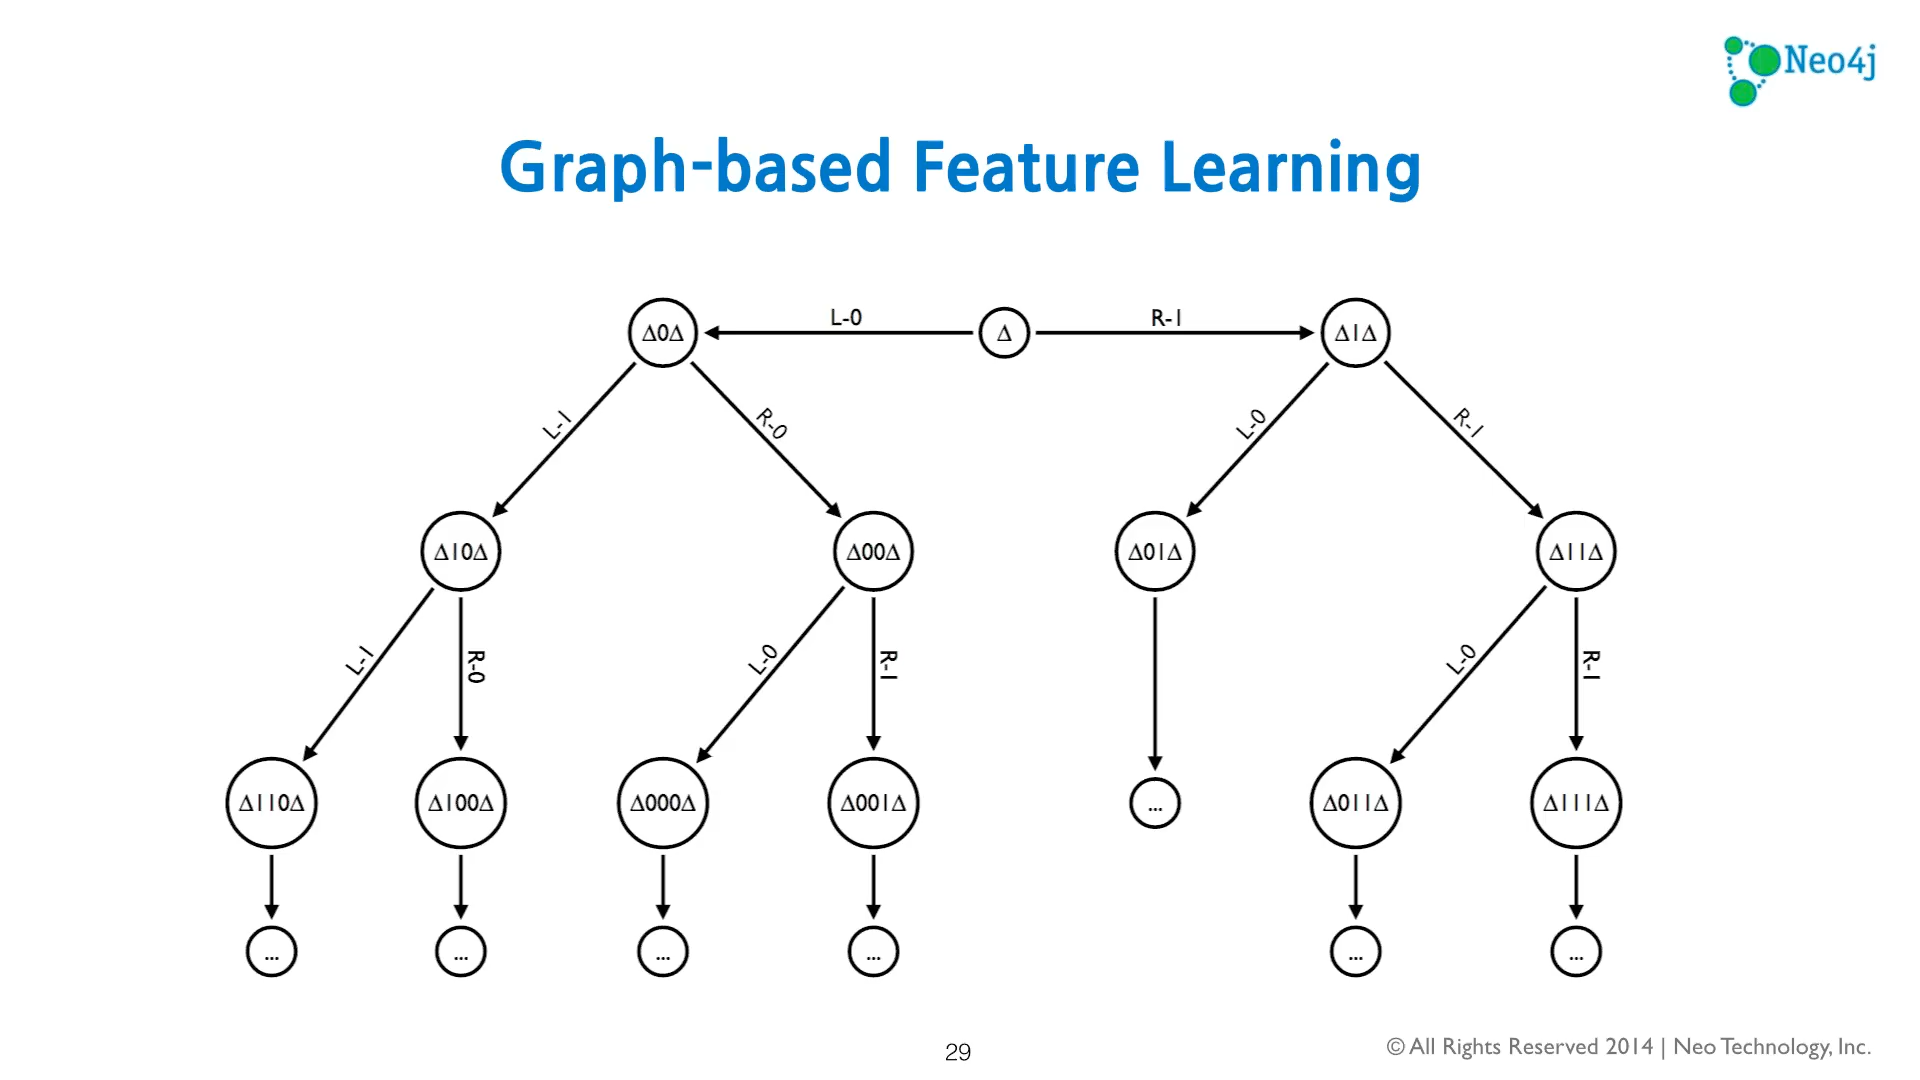 Neo4j
Graph-based Feature Learning
L-0
R-1
Δ0Δ
Δ
Δ1Δ
L-1
R-0
L-0
R-1
Δ10Δ
Δ00Δ
Δ01Δ
Δ11Δ
L-1
R-0
L-0
R-1
L-0
R-1
Δ110Δ
Δ100Δ
Δ000Δ
Δ001Δ
...
Δ011Δ
Δ111Δ
...
...
...
...
...
...
29
© All Rights Reserved 2014 | Neo Technology, Inc.